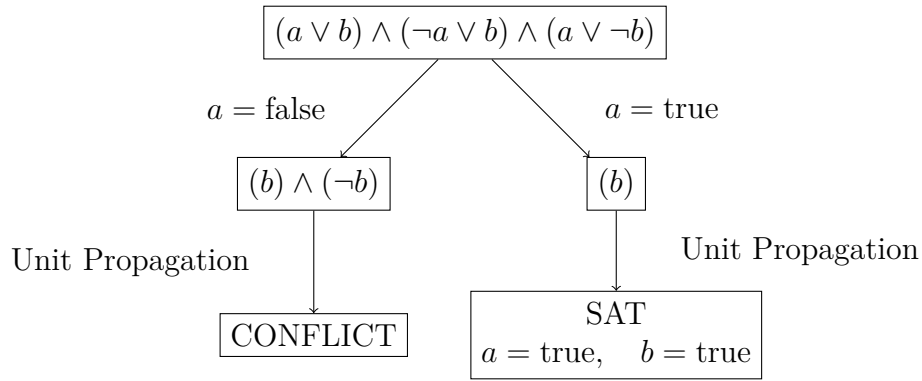 (a ∨ b) ∧ (¬a ∨ b) ∧ (a ∨ ¬b)
a = false
a = true
(b) ∧ (¬b)
(b)
Unit Propagation
Unit Propagation
CONFLICT
SAT
a = true, b = true